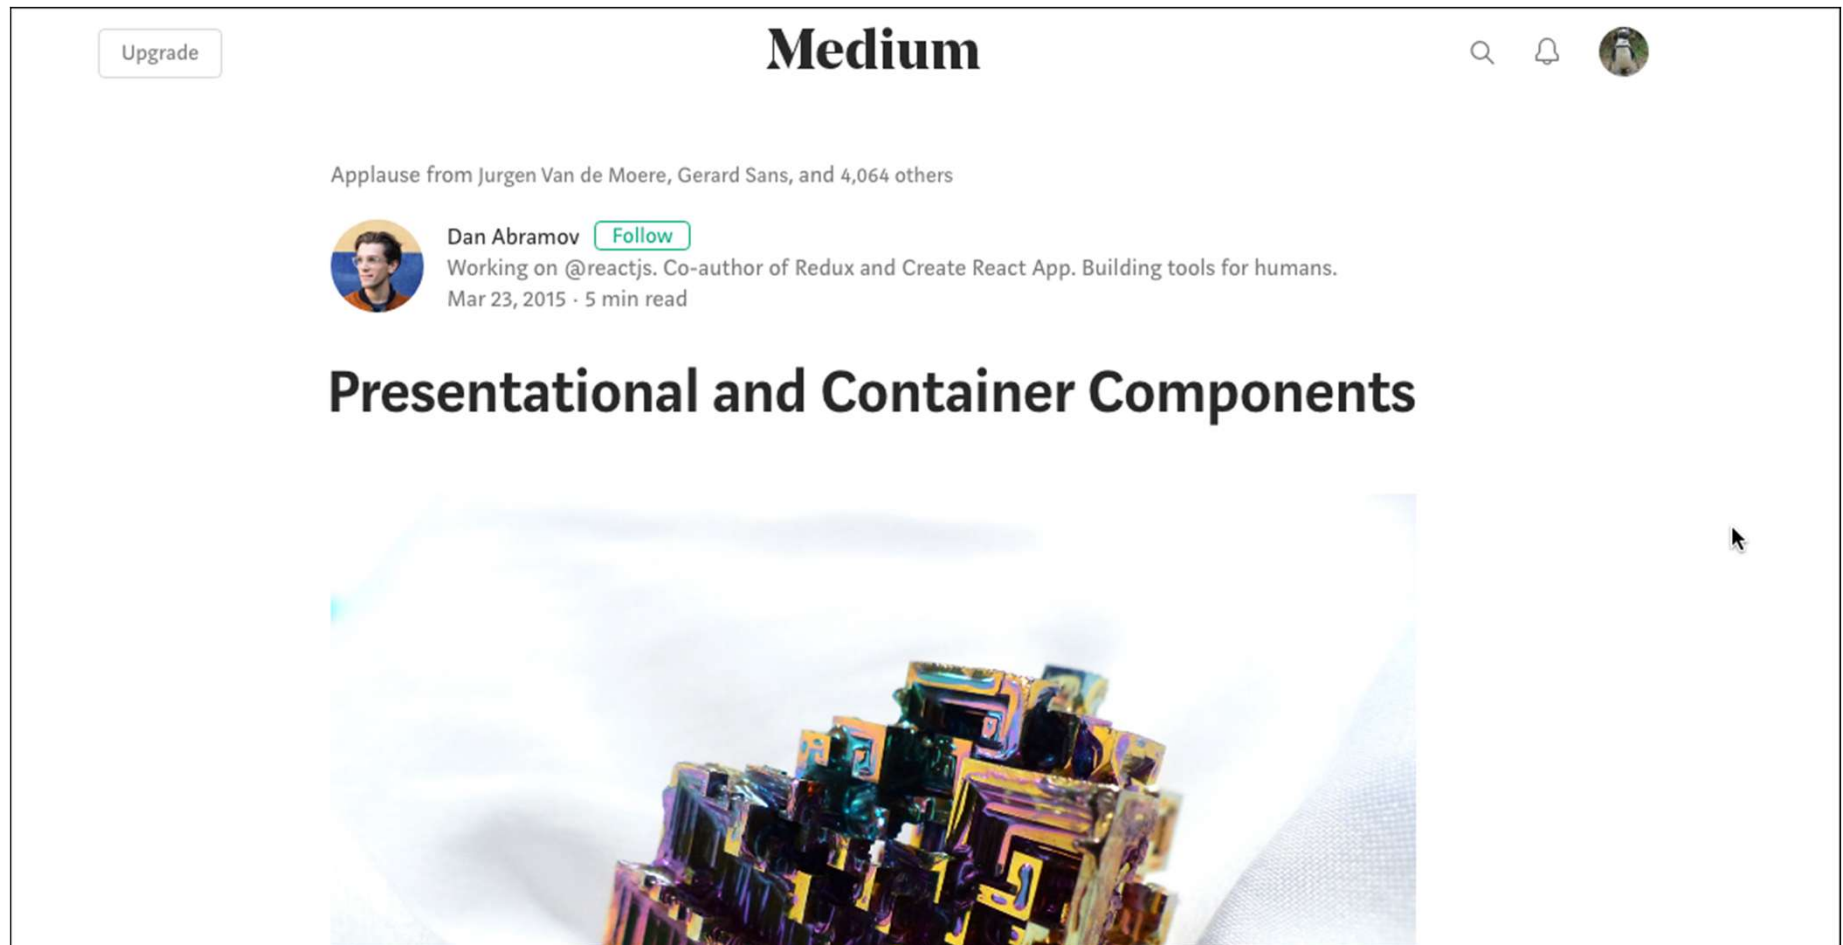 Upgrade
Medium
Applause from Jurgen Van de Moere, Gerard Sans, and 4,064 others
Dan Abramov Follow
Working on @reactjs. Co-author of Redux and Create React App. Building tools for humans.
Mar 23, 2015 · 5 min read
Presentational and Container Components